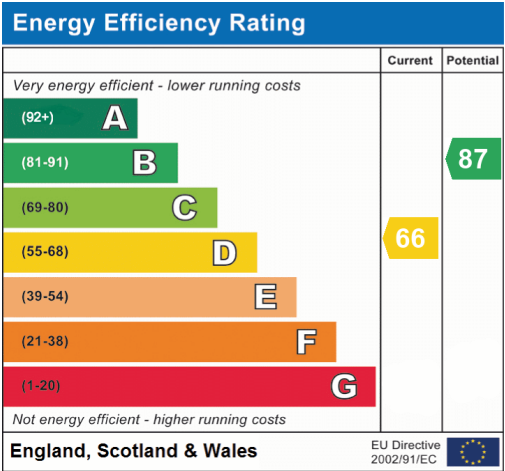 Energy Efficiency Rating
Current Potential
Very energy efficient - lower running costs
(92+) A
(81-91) B
87
(69-80) C
66
(55-68) D
(39-54) E
(21-38) F
(1-20) G
Not energy efficient - higher running costs
England, Scotland & Wales
EU Directive
2002/91/EC